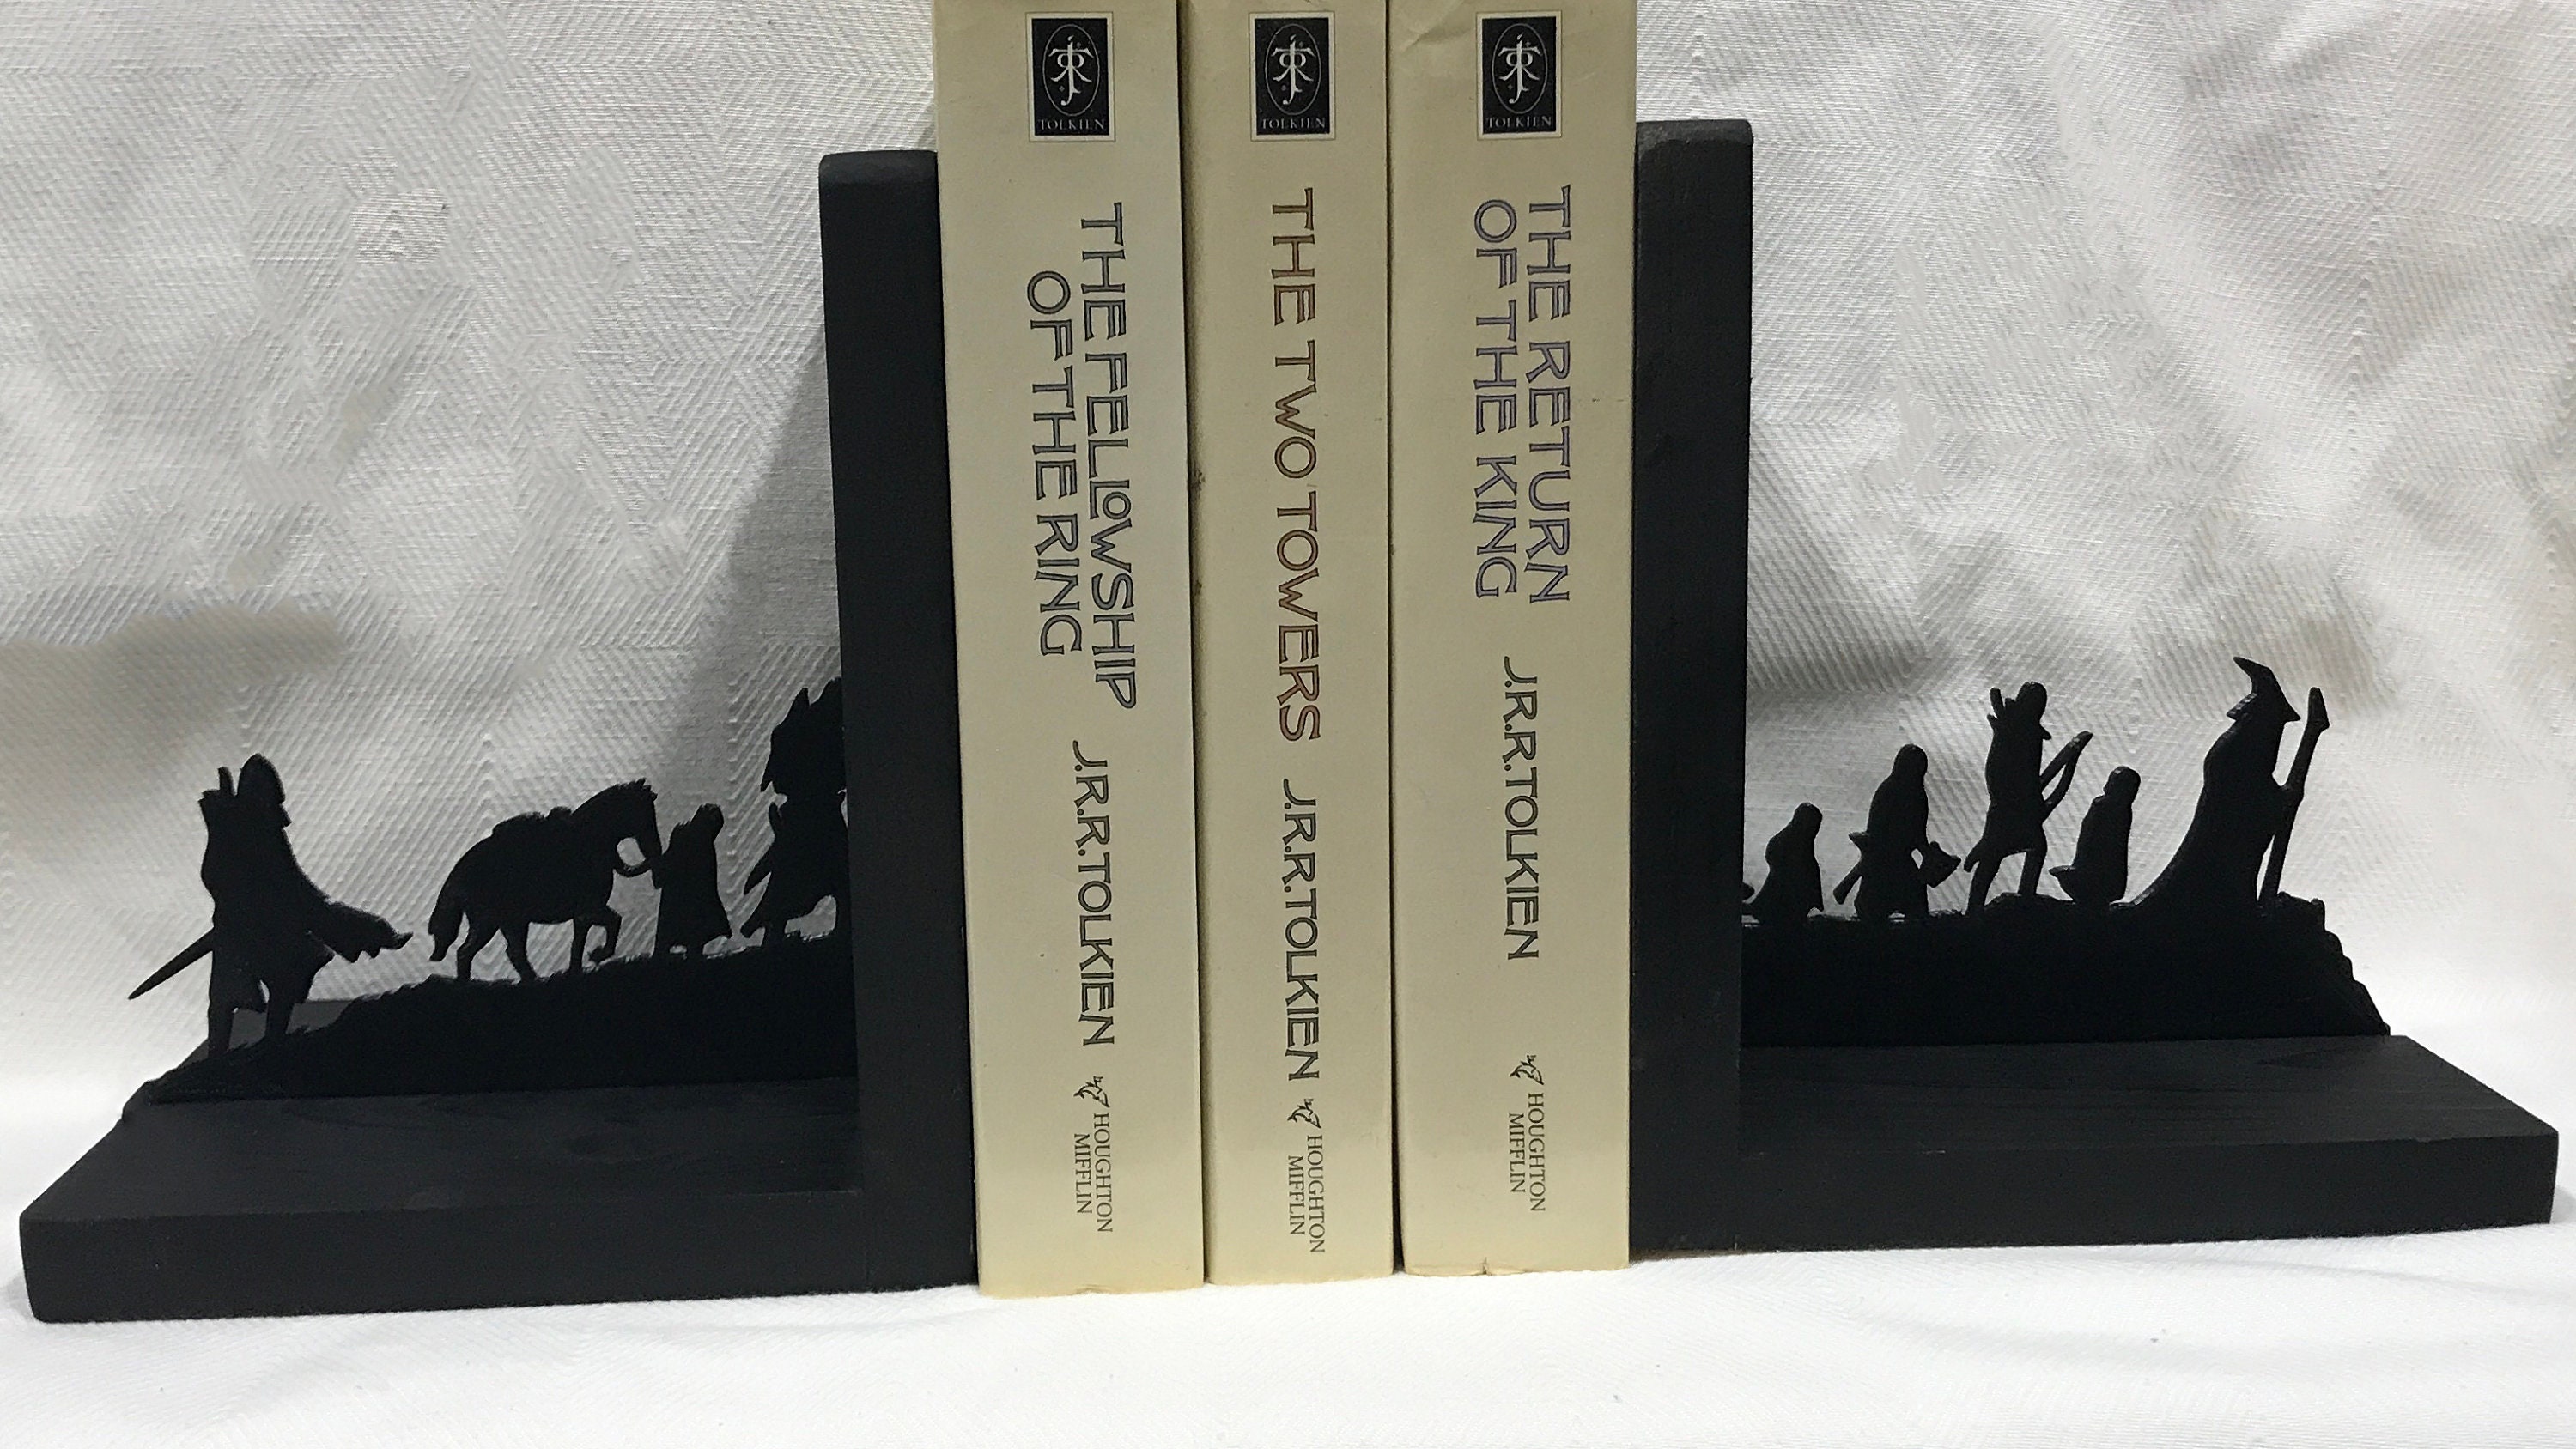 TOLKIEN
THE FELLOWSHIP
OF THE RING
J.R.R. TOLKIEN
HOUGHTON
MIFFLIN
TOLKIEN
THE TWO TOWERS
J.R.R. TOLKIEN
HOUGHTON
MIFFLIN
TOLKIEN
THE RETURN
OF THE KING
J.R.R. TOLKIEN
HOUGHTON
MIFFLIN